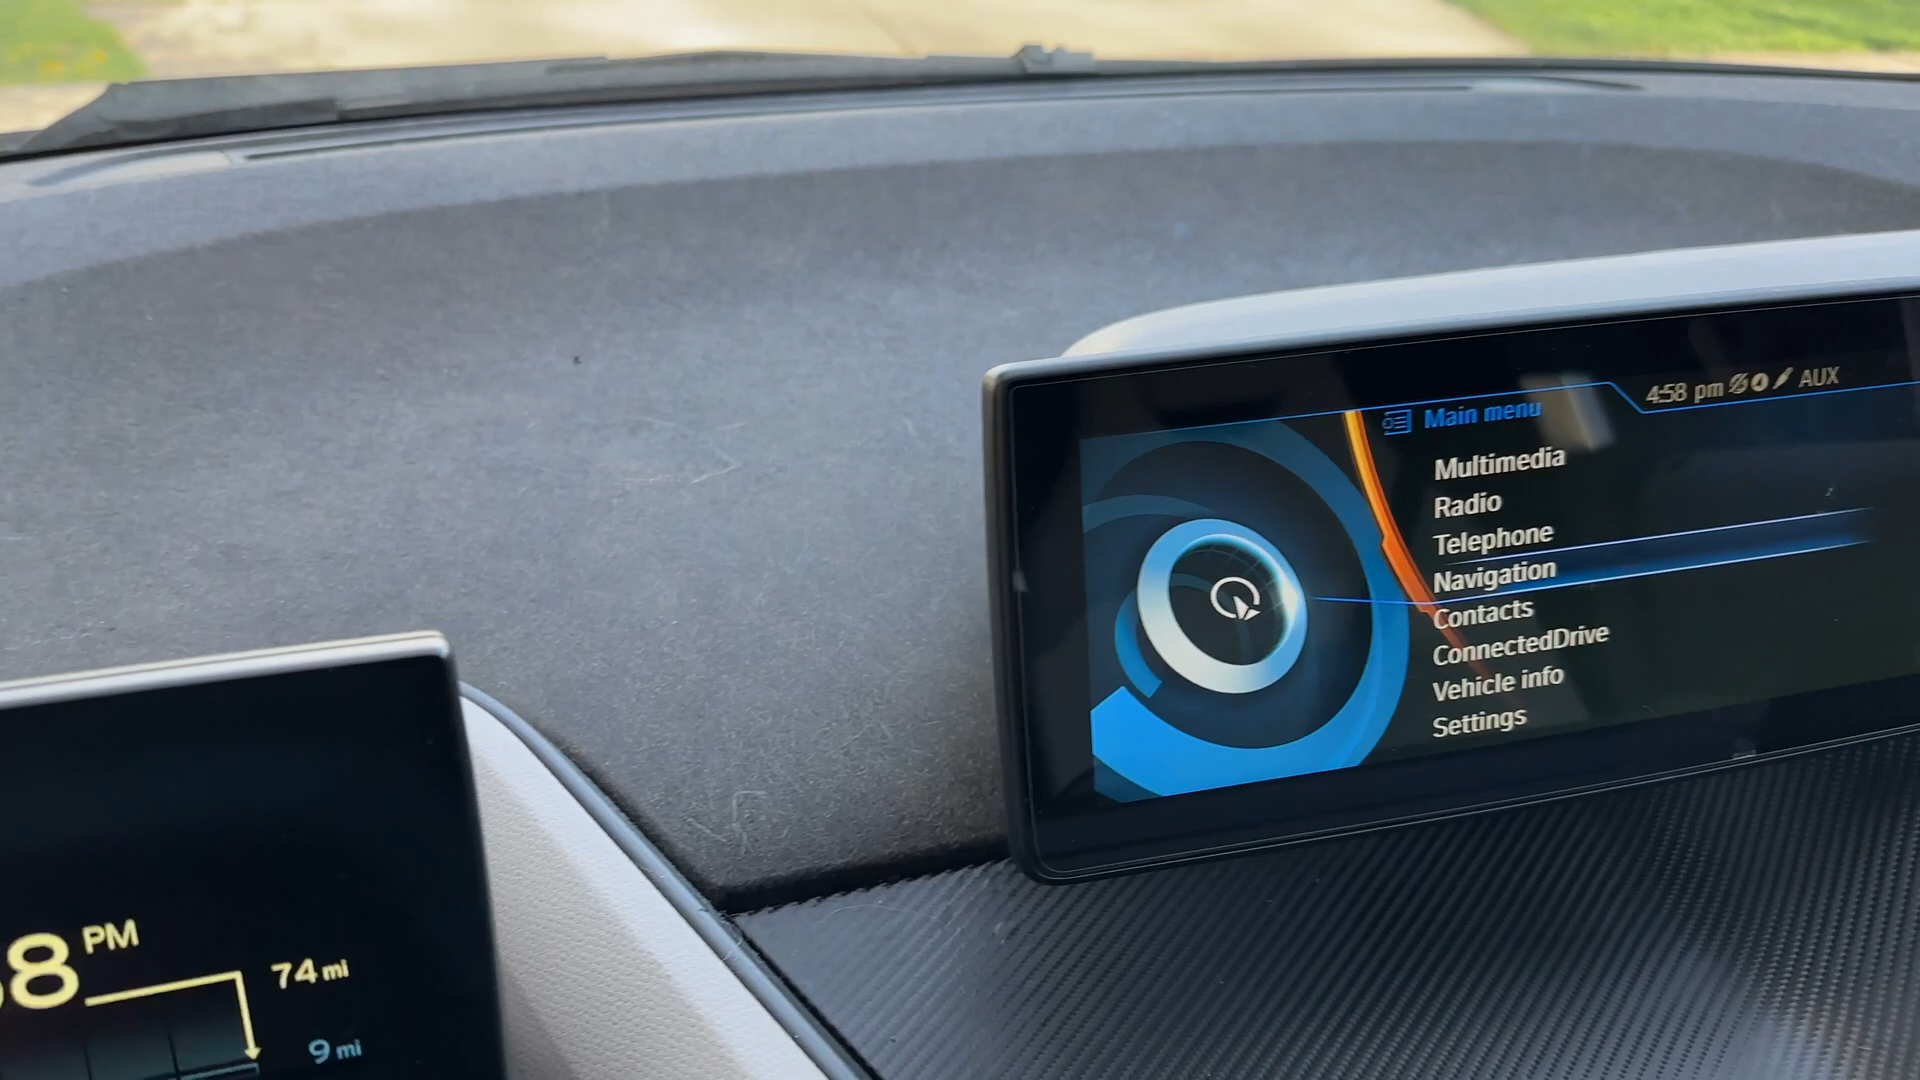 4:58 pm AUX
Main menu
Multimedia
Radio
Telephone
Navigation
Contacts
ConnectedDrive
Vehicle info
Settings
8 PM
74 mi
9 mi